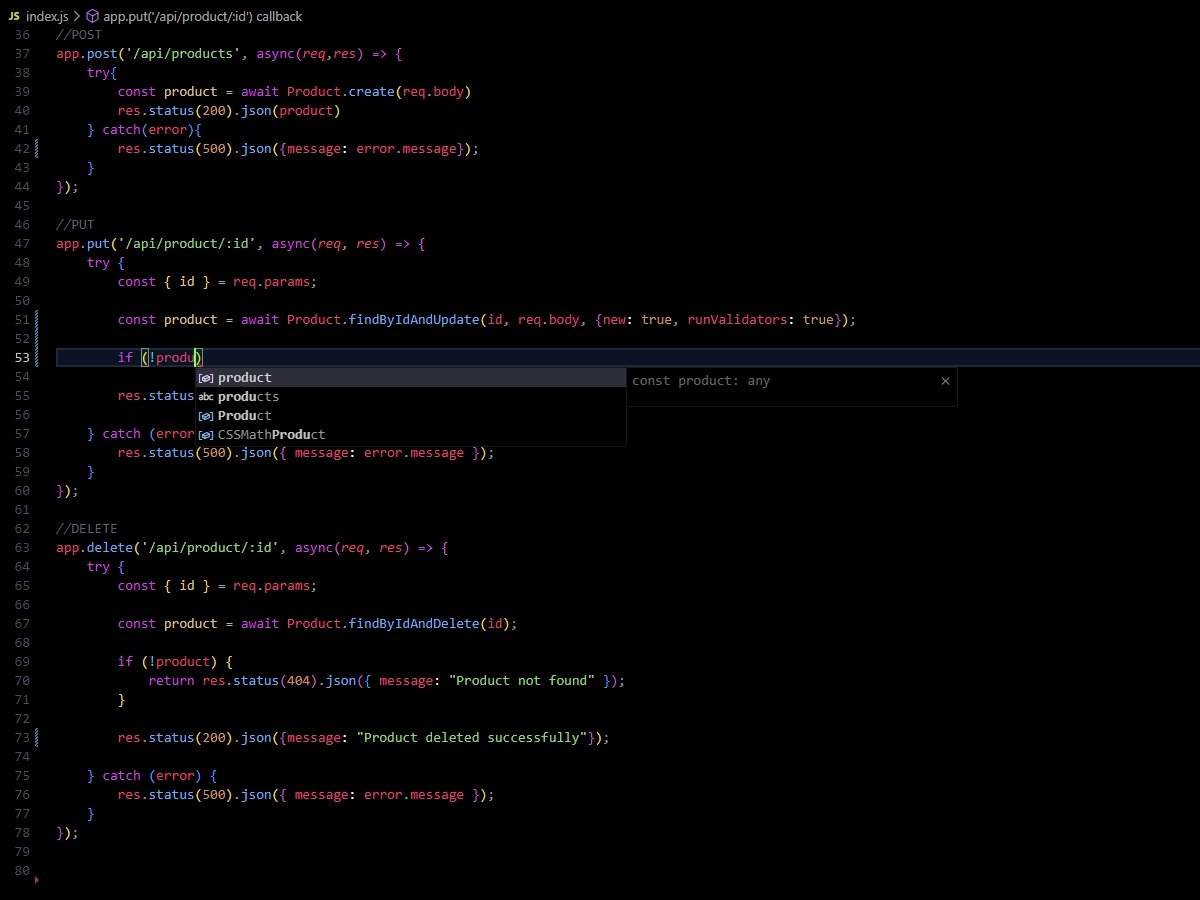 JS index.js > app.put('/api/product/:id') callback
36 //POST
37 app.post('/api/products', async(req,res) => {
38 try{
39 const product = await Product.create(req.body)
40 res.status(200).json(product)
41 } catch(error){
42 res.status(500).json({message: error.message});
43 }
44 });
45
46 //PUT
47 app.put('/api/product/:id', async(req, res) => {
48 try {
49 const { id } = req.params;
50
51 const product = await Product.findByIdAndUpdate(id, req.body, {new: true, runValidators: true});
52
53 if (!produ)
54 product const product: any ×
55 res.status abc products
56 Product
57 } catch (error CSSMathProduct
58 res.status(500).json({ message: error.message });
59 }
60 });
61
62 //DELETE
63 app.delete('/api/product/:id', async(req, res) => {
64 try {
65 const { id } = req.params;
66
67 const product = await Product.findByIdAndDelete(id);
68
69 if (!product) {
70 return res.status(404).json({ message: "Product not found" });
71 }
72
73 res.status(200).json({message: "Product deleted successfully"});
74
75 } catch (error) {
76 res.status(500).json({ message: error.message });
77 }
78 });
79
80